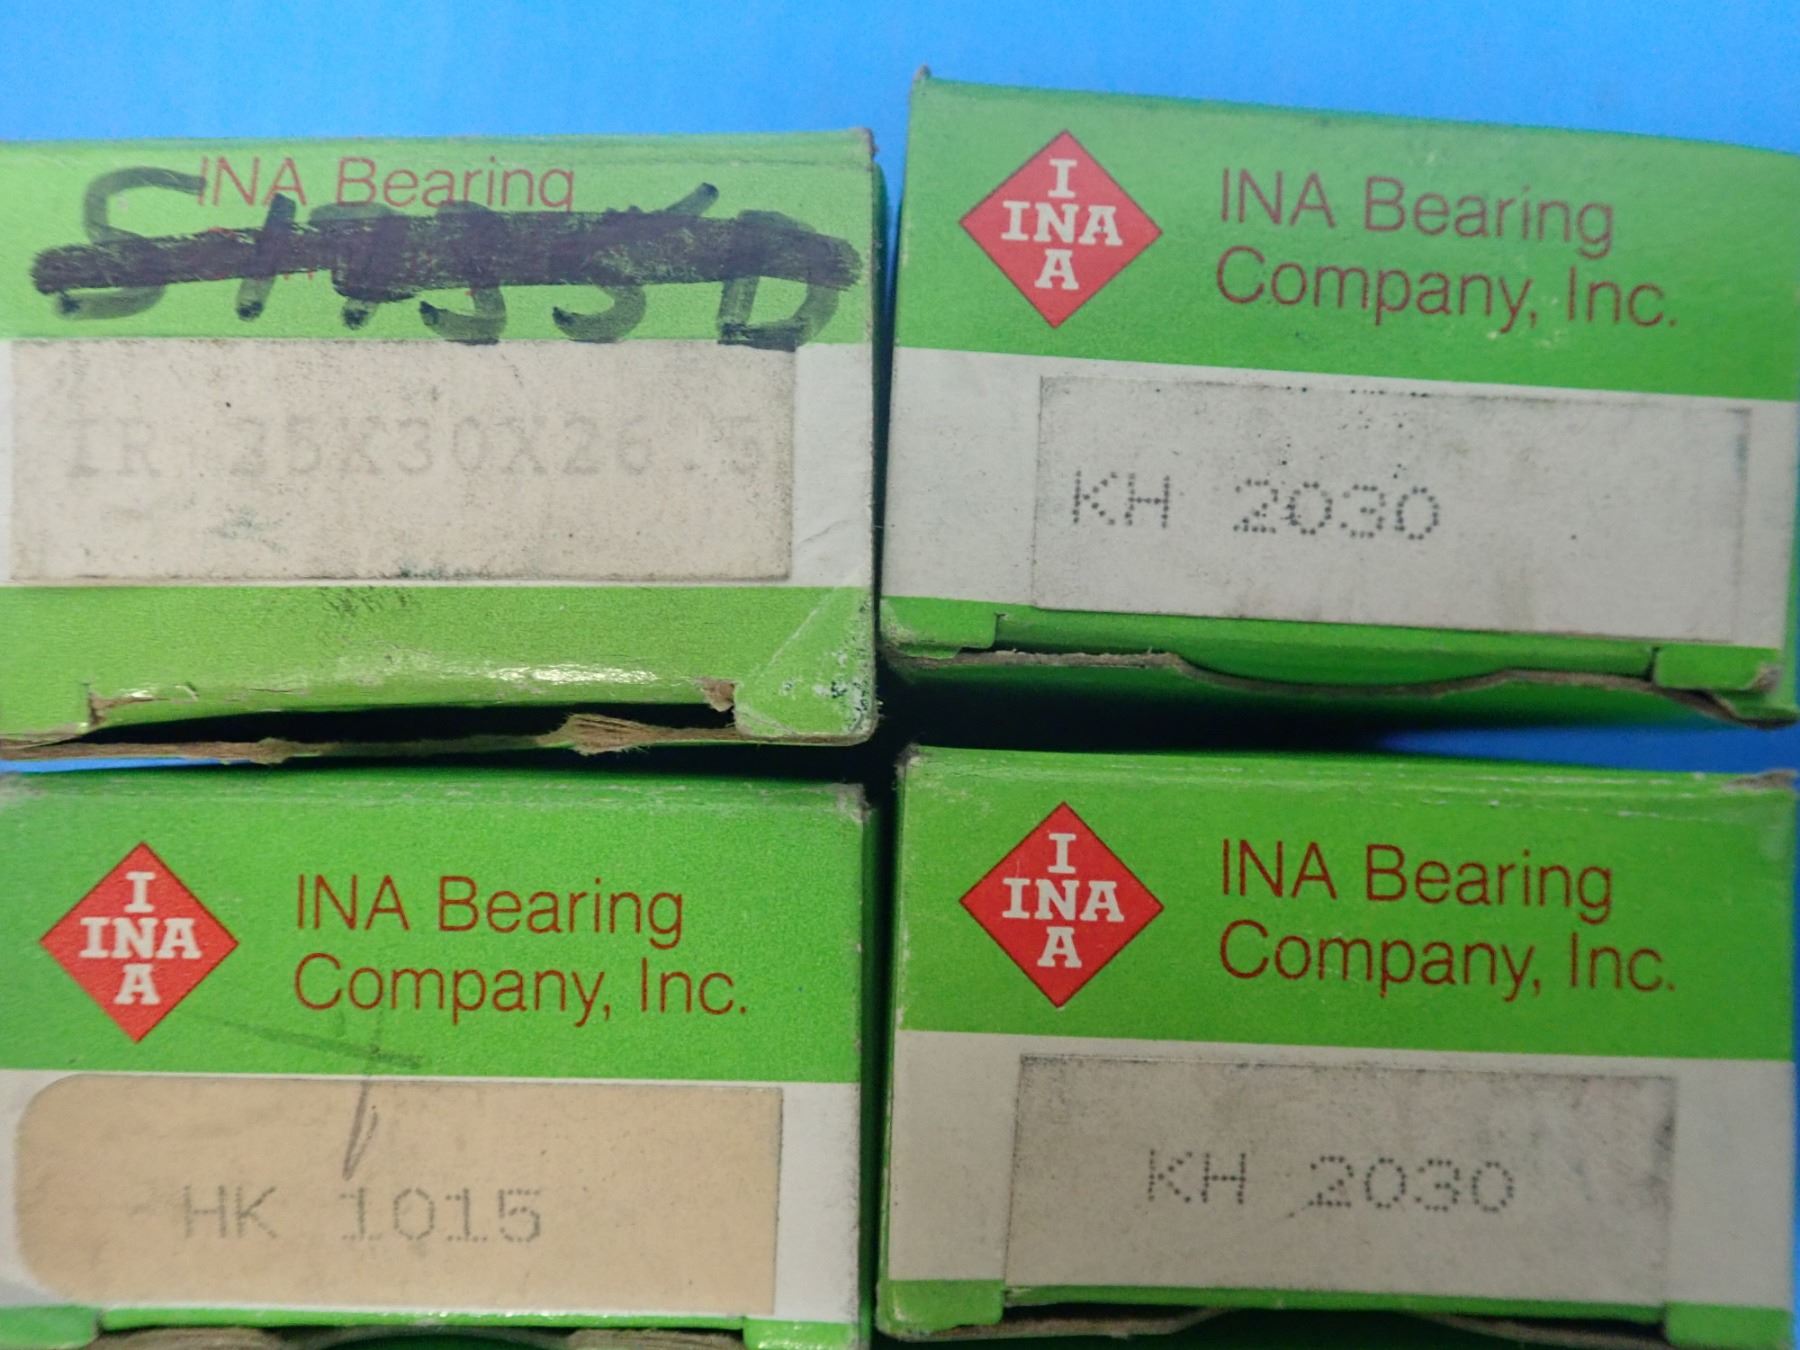 INA Bearing
IR 25X30X26.5
I
INA
A
INA Bearing
Company, Inc.
KH 2030
I
INA
A
INA Bearing
Company, Inc.
HK 1015
I
INA
A
INA Bearing
Company, Inc.
KH 2030